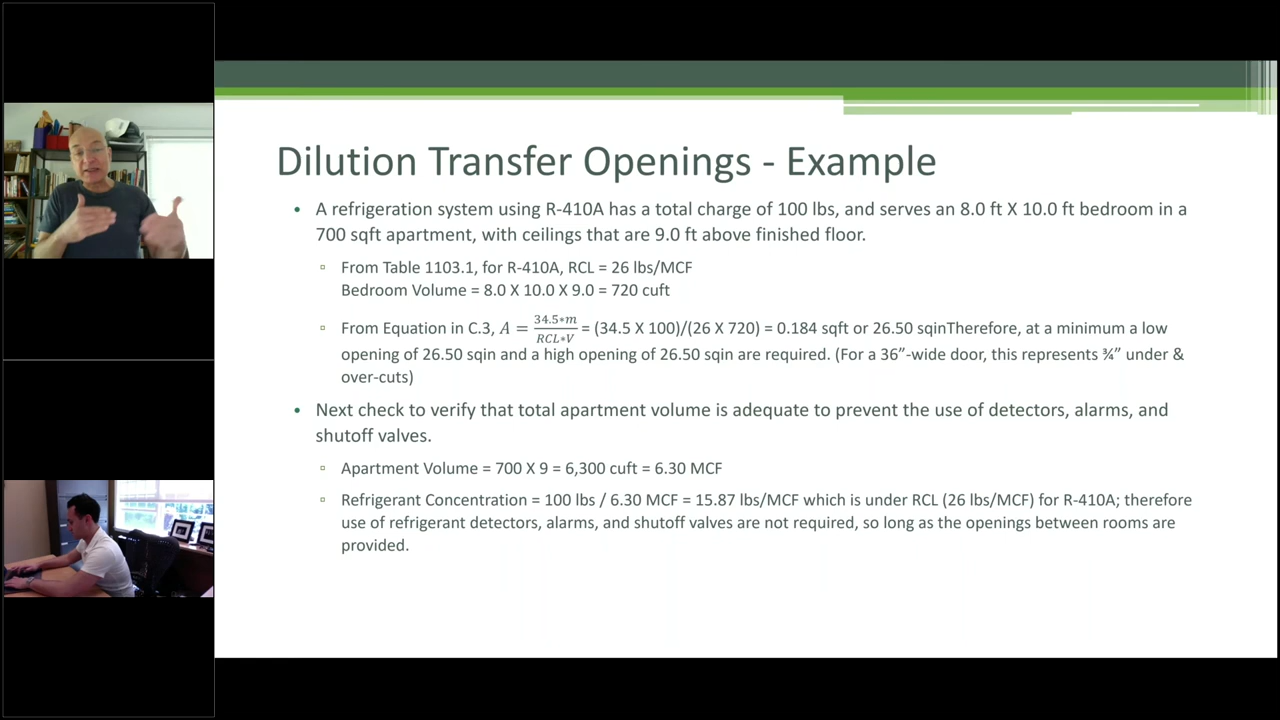 Dilution Transfer Openings - Example
• A refrigeration system using R-410A has a total charge of 100 lbs, and serves an 8.0 ft X 10.0 ft bedroom in a
700 sqft apartment, with ceilings that are 9.0 ft above finished floor.
▫ From Table 1103.1, for R-410A, RCL = 26 lbs/MCF
Bedroom Volume = 8.0 X 10.0 X 9.0 = 720 cuft
▫ From Equation in C.3, A = 34.5∗m / RCL∗V = (34.5 X 100)/(26 X 720) = 0.184 sqft or 26.50 sqinTherefore, at a minimum a low
opening of 26.50 sqin and a high opening of 26.50 sqin are required. (For a 36”-wide door, this represents ¾” under &
over-cuts)
• Next check to verify that total apartment volume is adequate to prevent the use of detectors, alarms, and
shutoff valves.
▫ Apartment Volume = 700 X 9 = 6,300 cuft = 6.30 MCF
▫ Refrigerant Concentration = 100 lbs / 6.30 MCF = 15.87 lbs/MCF which is under RCL (26 lbs/MCF) for R-410A; therefore
use of refrigerant detectors, alarms, and shutoff valves are not required, so long as the openings between rooms are
provided.